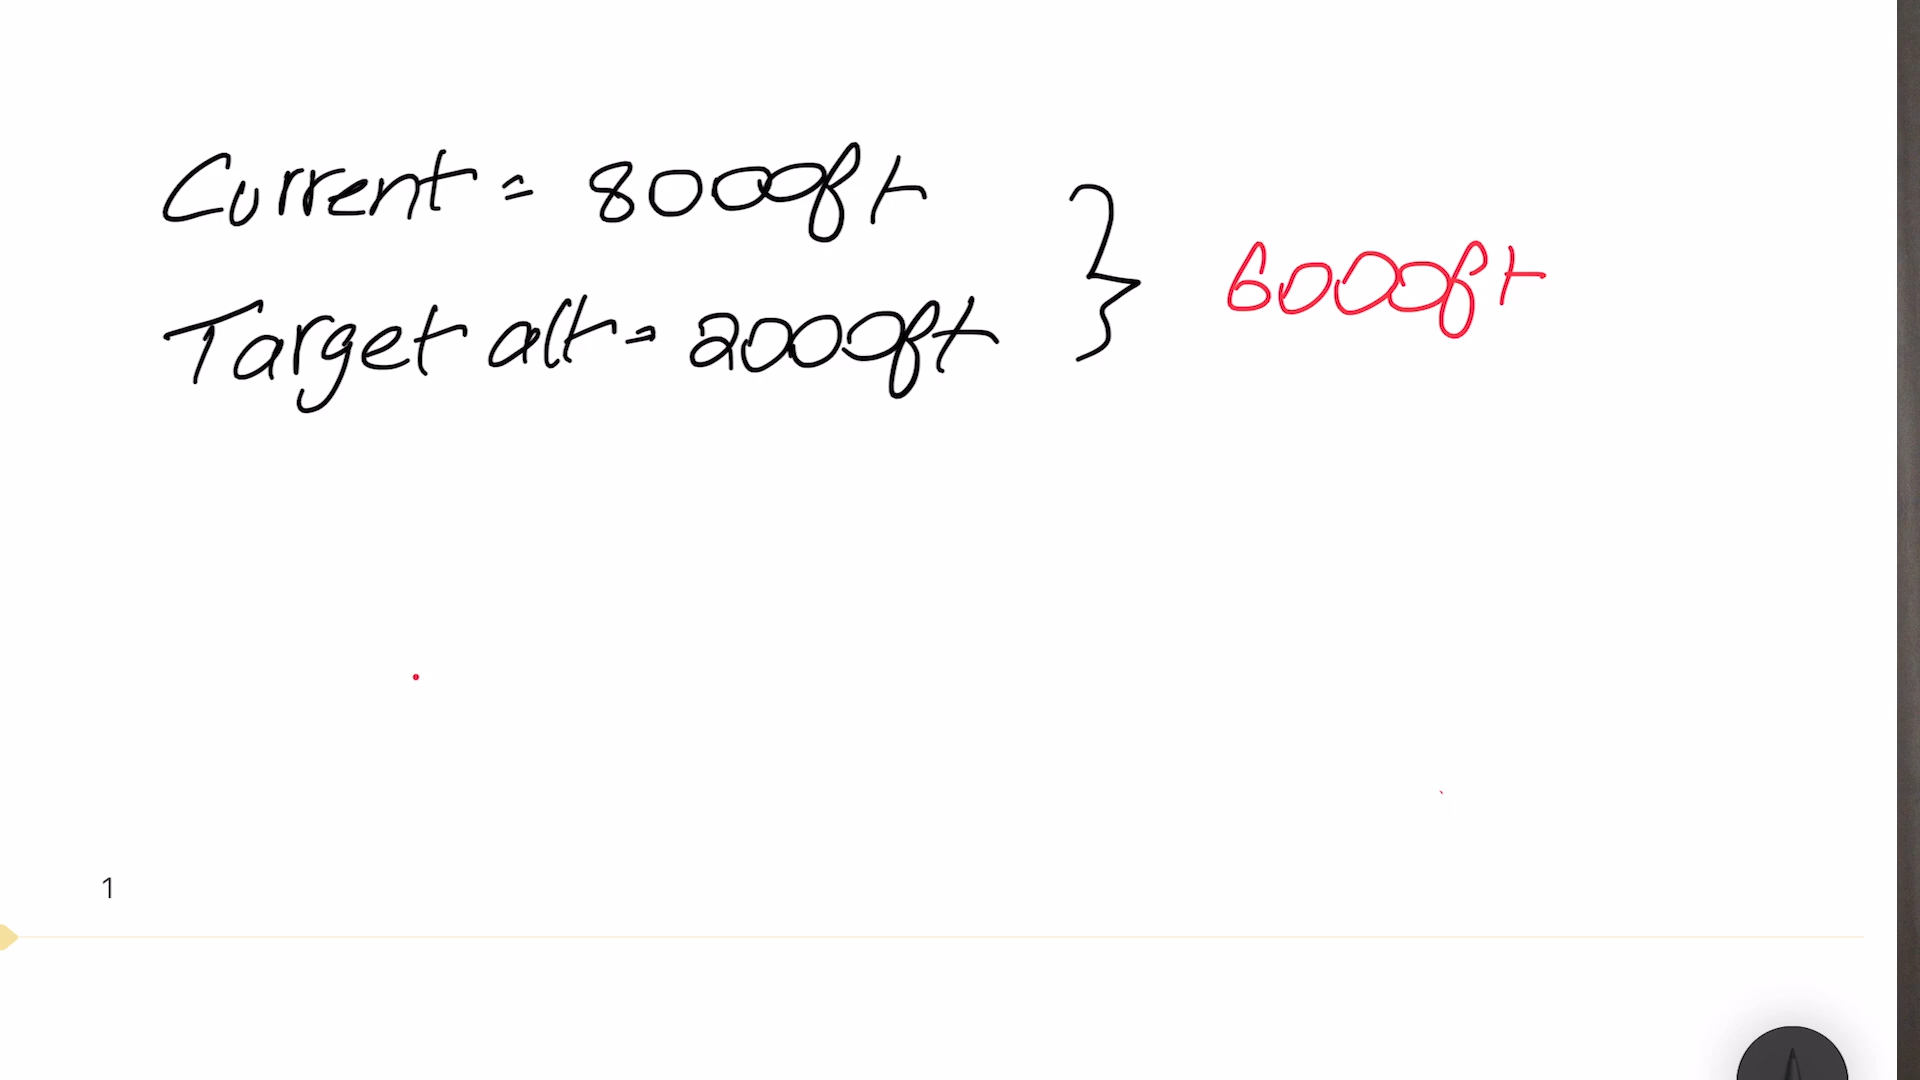 Current = 8000ft
Target alt = 2000ft
6000ft
1